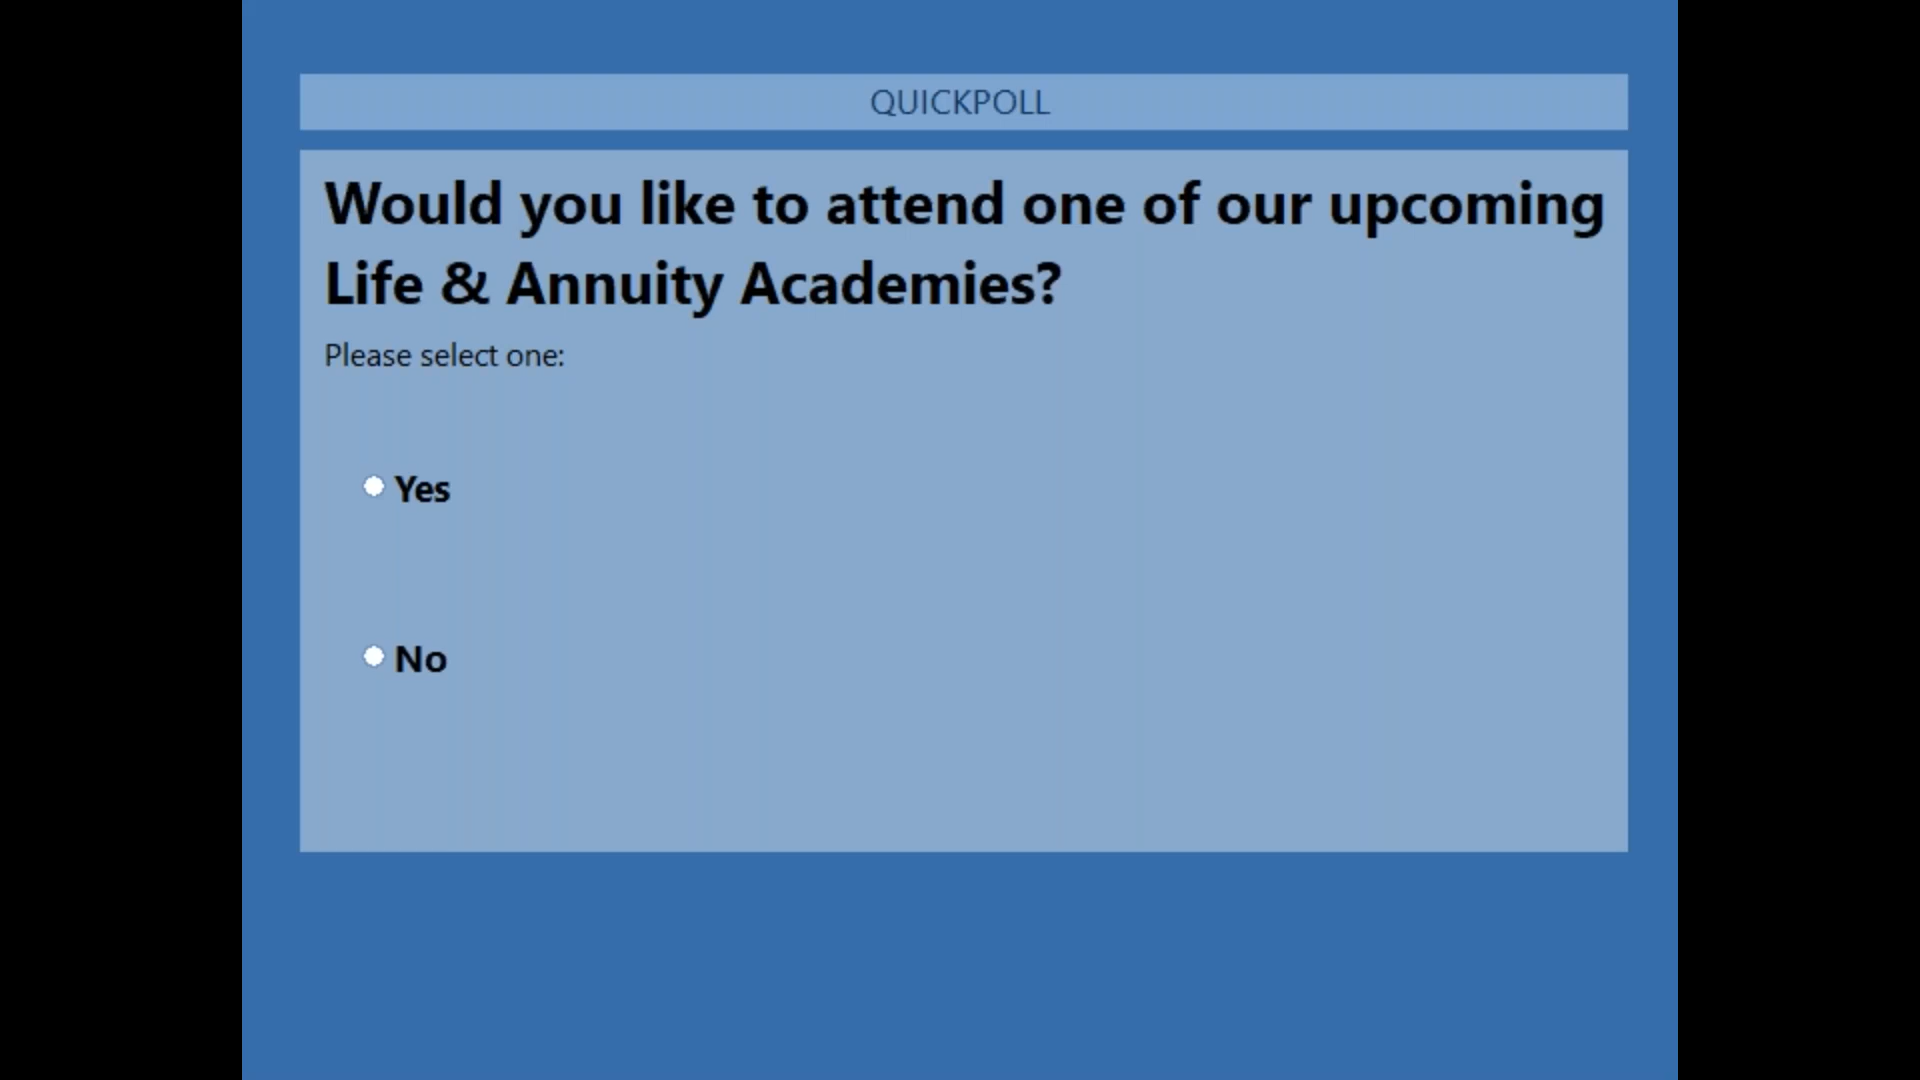 QUICKPOLL
Would you like to attend one of our upcoming
Life & Annuity Academies?
Please select one:
Yes
No